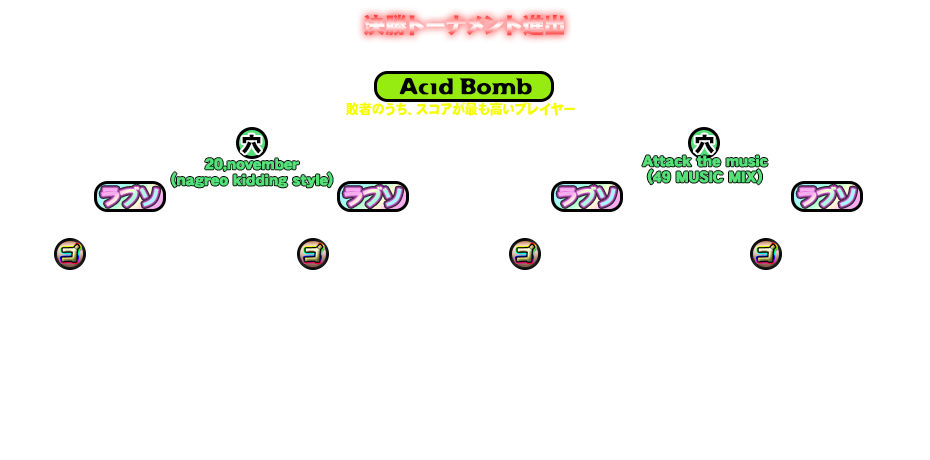 決勝トーナメント進出
Acid Bomb
敗者のうち、スコアが最も高いプレイヤー
穴
20,november
(nagreo kidding style)
穴
Attack the music
(49 MUSIC MIX)
ラブソ
ラブソ
ラブソ
ラブソ
ゴ
ゴ
ゴ
ゴ